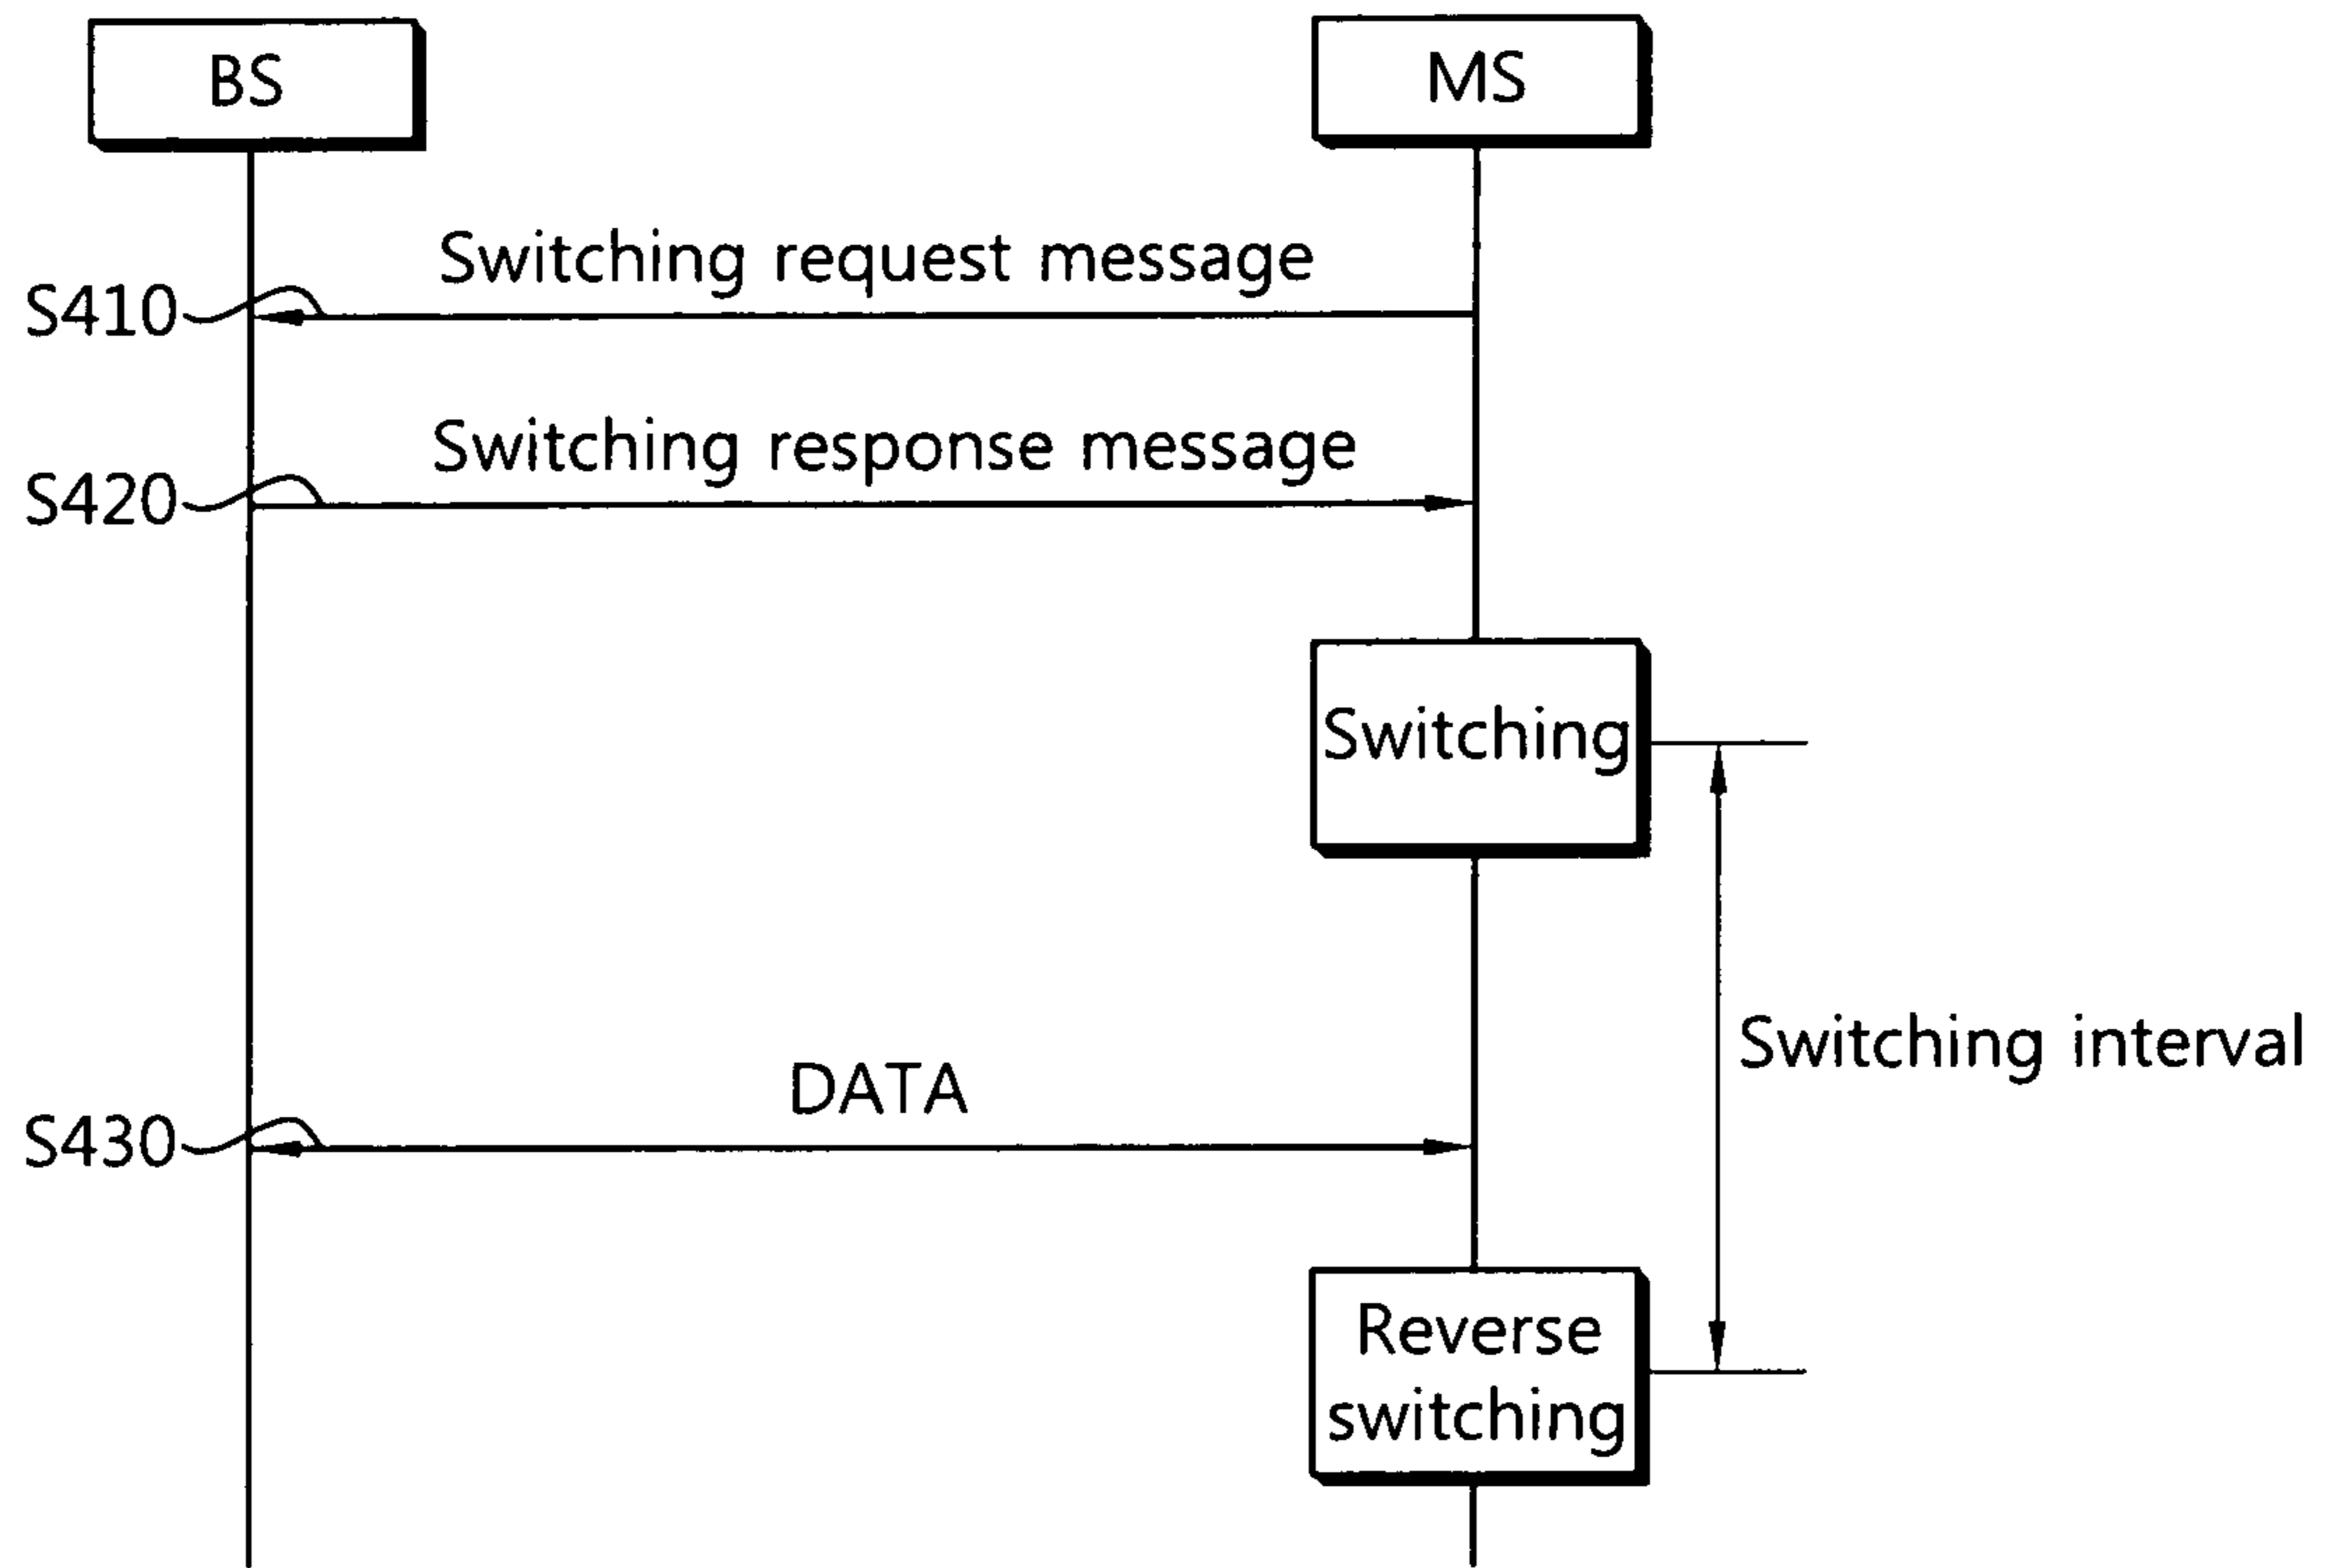 BS
MS
Switching request message
S410
Switching response message
S420
Switching
Switching interval
DATA
S430
Reverse
switching